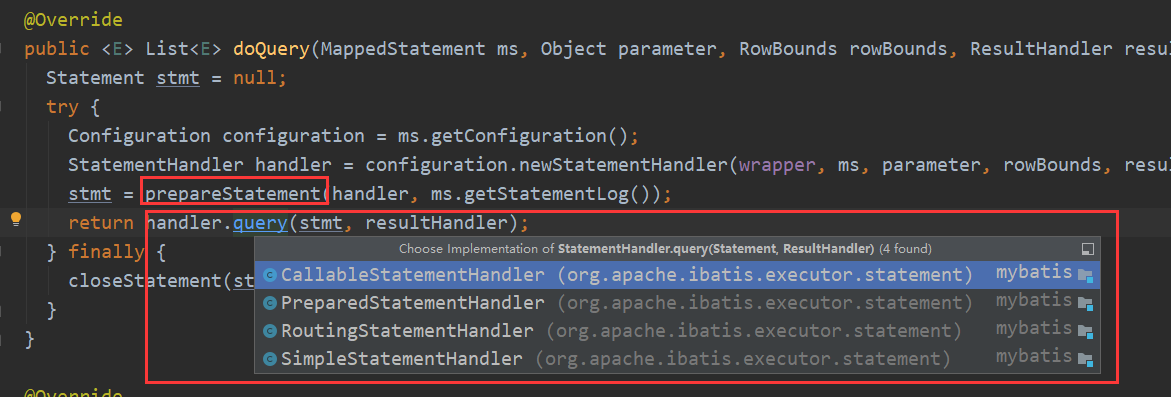 @Override
public <E> List<E> doQuery(MappedStatement ms, Object parameter, RowBounds rowBounds, ResultHandler resul
Statement stmt = null;
try {
Configuration configuration = ms.getConfiguration();
StatementHandler handler = configuration.newStatementHandler(wrapper, ms, parameter, rowBounds, resul
stmt = prepareStatement(handler, ms.getStatementLog());
return handler.query(stmt, resultHandler);
} finally {
Choose Implementation of StatementHandler.query(Statement, ResultHandler) (4 found)
closeStatement(st
CallableStatementHandler (org.apache.ibatis.executor.statement) mybatis
PreparedStatementHandler (org.apache.ibatis.executor.statement) mybatis
RoutingStatementHandler (org.apache.ibatis.executor.statement) mybatis
SimpleStatementHandler (org.apache.ibatis.executor.statement) mybatis
}
}
@Override